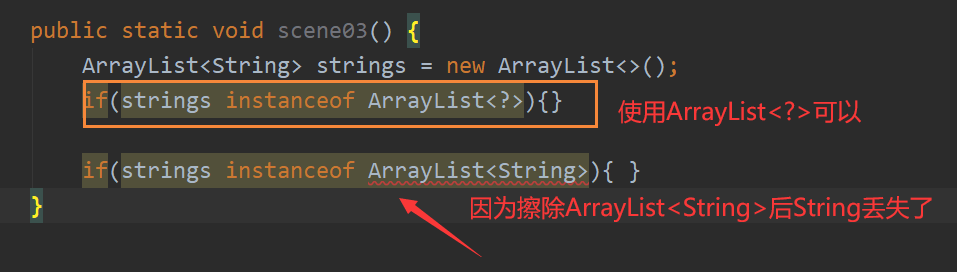 public static void scene03() {
ArrayList<String> strings = new ArrayList<>();
if(strings instanceof ArrayList<?>){}
使用ArrayList<?>可以
if(strings instanceof ArrayList<String>){ }
因为擦除ArrayList<String>后String丢失了
}